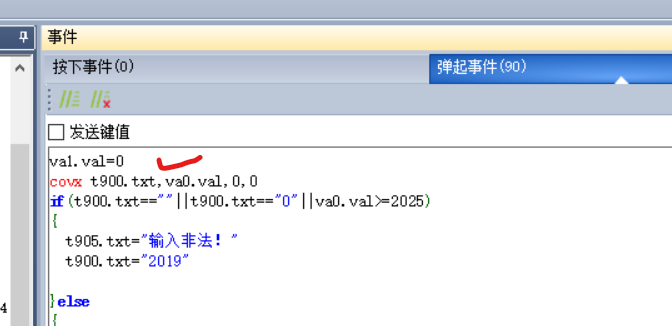 事件
按下事件(0)
弹起事件(90)
发送键值
va1.val=0
covx t900.txt,va0.val,0,0
if(t900.txt==""||t900.txt=="0"||va0.val>=2025)
{
t905.txt="输入非法！"
t900.txt="2019"
}else
{
4